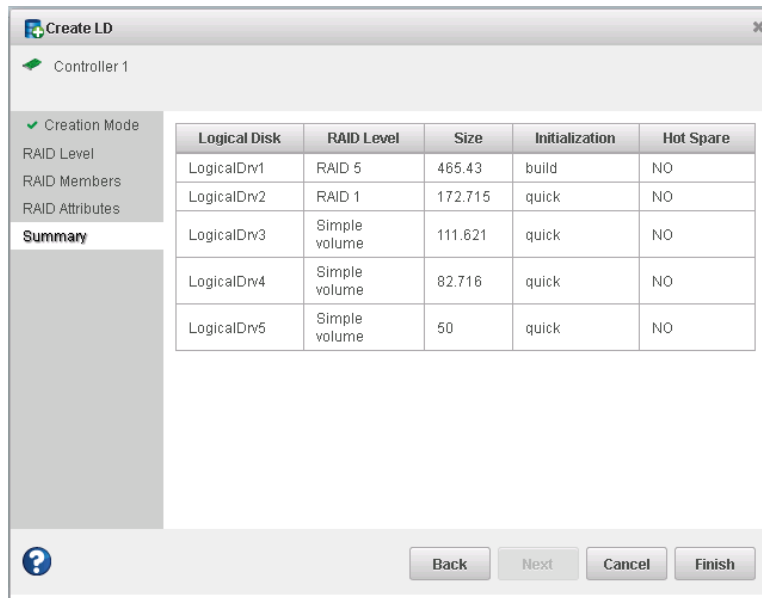 Create LD
Controller 1
Creation Mode
RAID Level
RAID Members
RAID Attributes
Summary
Logical Disk RAID Level Size Initialization Hot Spare
LogicalDrv1 RAID 5 465.43 build NO
LogicalDrv2 RAID 1 172.715 quick NO
LogicalDrv3 Simple volume 111.621 quick NO
LogicalDrv4 Simple volume 82.716 quick NO
LogicalDrv5 Simple volume 50 quick NO
? Back Next Cancel Finish